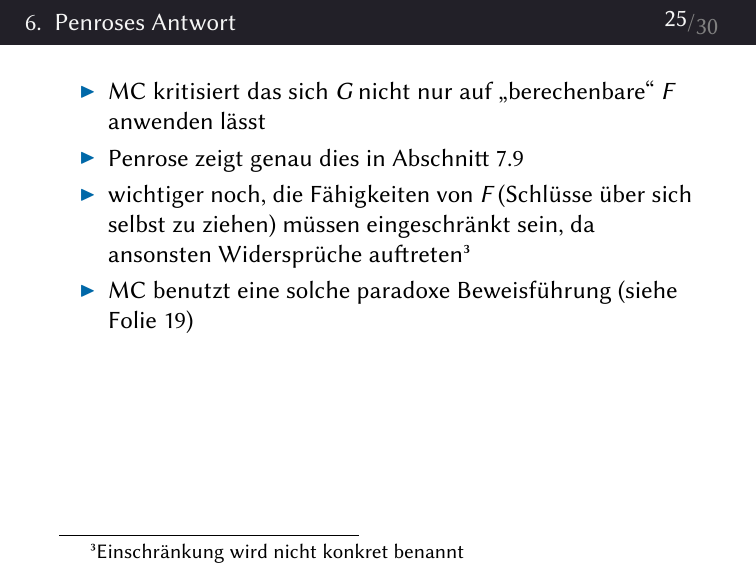 6. Penroses Antwort 25/30
▶ MC kritisiert das sich G nicht nur auf „berechenbare“ F
anwenden lässt
▶ Penrose zeigt genau dies in Abschnitt 7.9
▶ wichtiger noch, die Fähigkeiten von F (Schlüsse über sich
selbst zu ziehen) müssen eingeschränkt sein, da
ansonsten Widersprüche auftreten³
▶ MC benutzt eine solche paradoxe Beweisführung (siehe
Folie 19)
³Einschränkung wird nicht konkret benannt